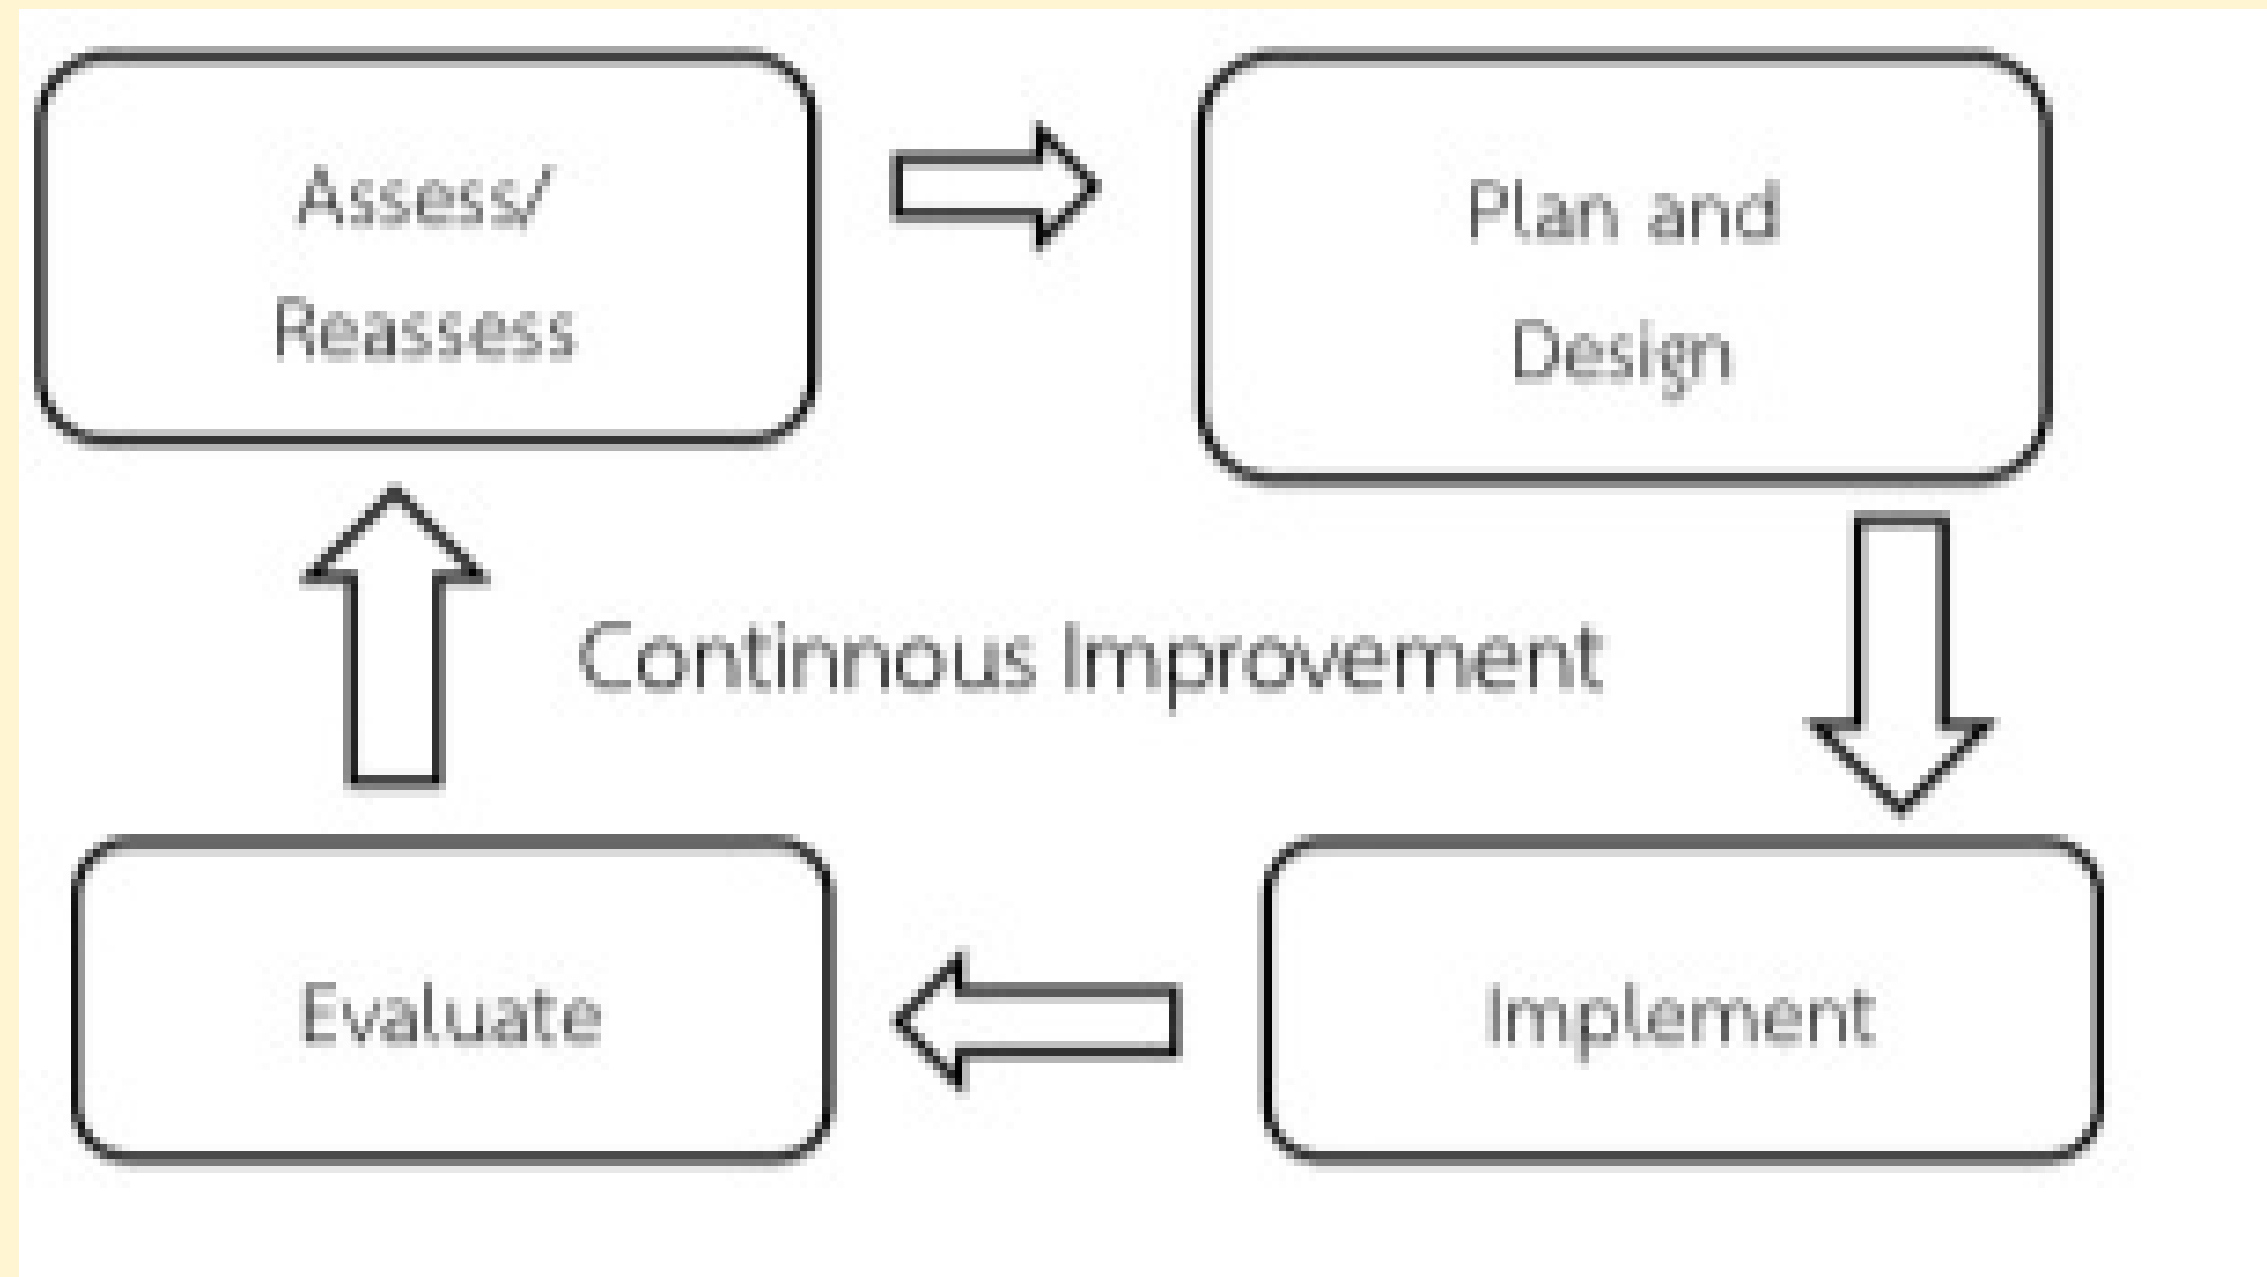 Assess/
Reassess
Plan and
Design
Continnous Improvement
Evaluate
Implement